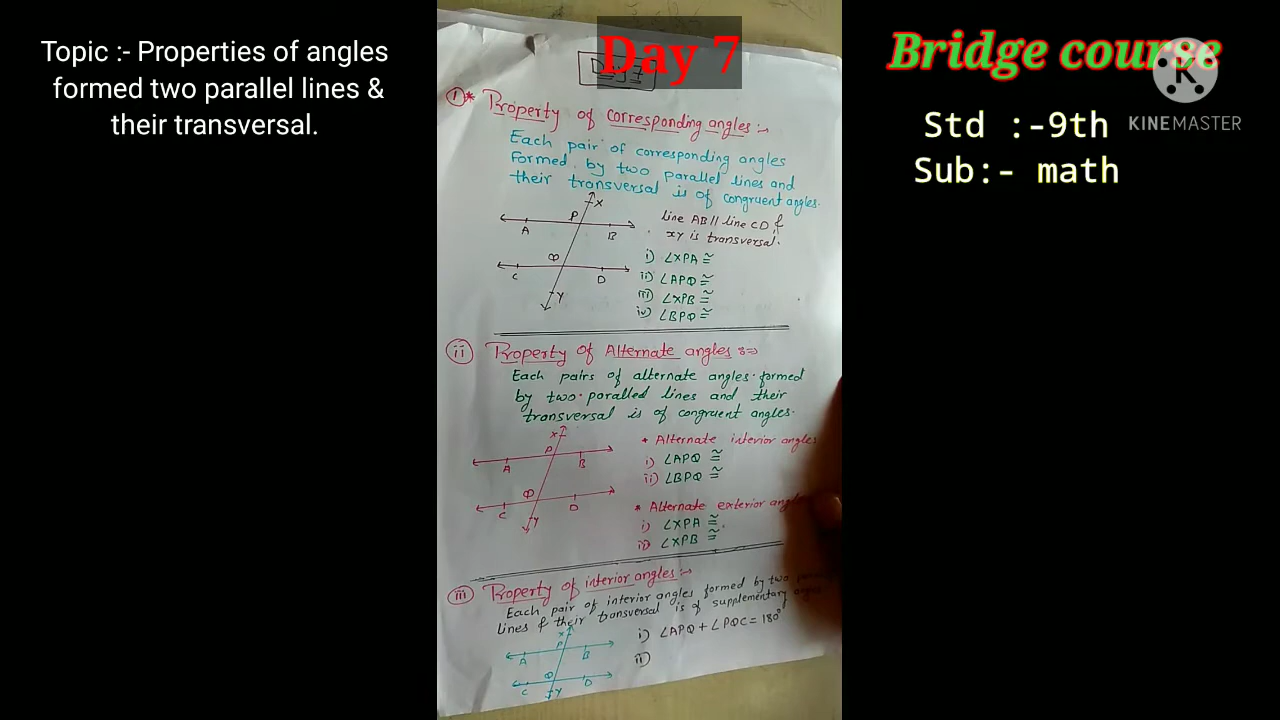 Topic :- Properties of angles
formed two parallel lines &
their transversal.
Day 7
Day 7
Bridge course
KINEMASTER
Std :-9th
Sub:- math
i * Property of corresponding angles :→
Each pair of corresponding angles
formed by two parallel lines and
their transversal is of congruent angles.
X
P
A
B
Q
C
D
Y
line AB // line CD &
XY is transversal.
i) ∠XPA ≅
ii) ∠APQ ≅
iii) ∠XPB ≅
iv) ∠BPQ ≅
ii Property of Alternate angles :⇒
Each pairs of alternate angles formed
by two paralled lines and their
transversal is of congruent angles.
X
P
A
B
Q
C
D
Y
* Alternate interior angles
i) ∠APQ ≅
ii) ∠BPQ ≅
* Alternate exterior angl
i) ∠XPA ≅
ii) ∠XPB ≅
iii Property of interior angles :→
Each pair of interior angles formed by two
lines & their transversal is of supplementary
X
P
A
B
Q
C
D
Y
i) ∠APQ + ∠PQC = 180°
ii)